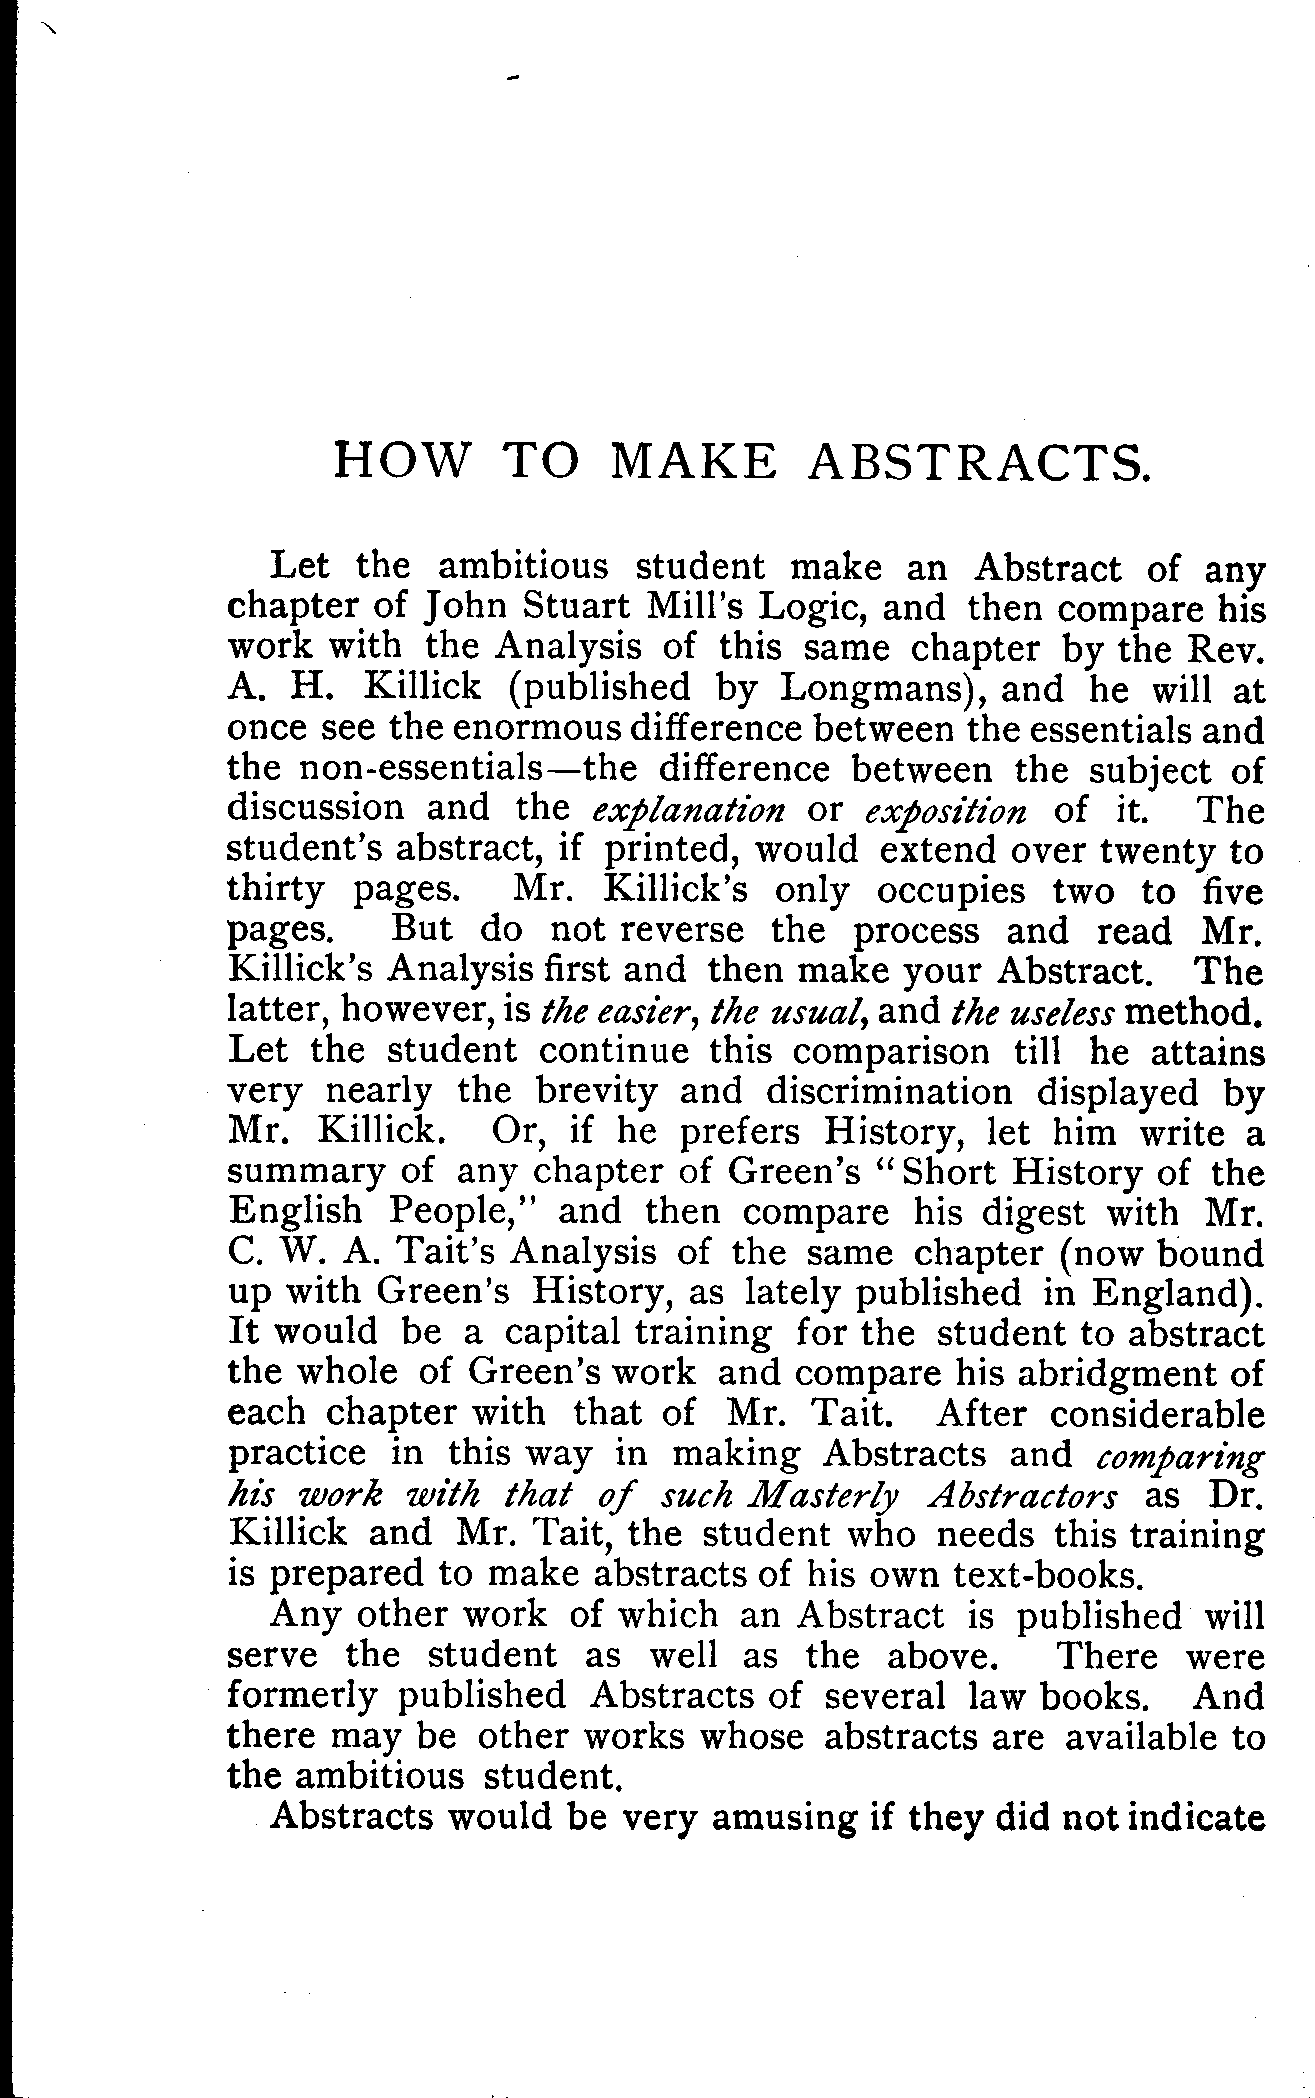 HOW TO MAKE ABSTRACTS.
Let the ambitious student make an Abstract of any
chapter of John Stuart Mill's Logic, and then compare his
work with the Analysis of this same chapter by the Rev.
A. H. Killick (published by Longmans), and he will at
once see the enormous difference between the essentials and
the non-essentials—the difference between the subject of
discussion and the explanation or exposition of it. The
student's abstract, if printed, would extend over twenty to
thirty pages. Mr. Killick's only occupies two to five
pages. But do not reverse the process and read Mr.
Killick's Analysis first and then make your Abstract. The
latter, however, is the easier, the usual, and the useless method.
Let the student continue this comparison till he attains
very nearly the brevity and discrimination displayed by
Mr. Killick. Or, if he prefers History, let him write a
summary of any chapter of Green's "Short History of the
English People," and then compare his digest with Mr.
C. W. A. Tait's Analysis of the same chapter (now bound
up with Green's History, as lately published in England).
It would be a capital training for the student to abstract
the whole of Green's work and compare his abridgment of
each chapter with that of Mr. Tait. After considerable
practice in this way in making Abstracts and comparing
his work with that of such Masterly Abstractors as Dr.
Killick and Mr. Tait, the student who needs this training
is prepared to make abstracts of his own text-books.
Any other work of which an Abstract is published will
serve the student as well as the above. There were
formerly published Abstracts of several law books. And
there may be other works whose abstracts are available to
the ambitious student.
Abstracts would be very amusing if they did not indicate